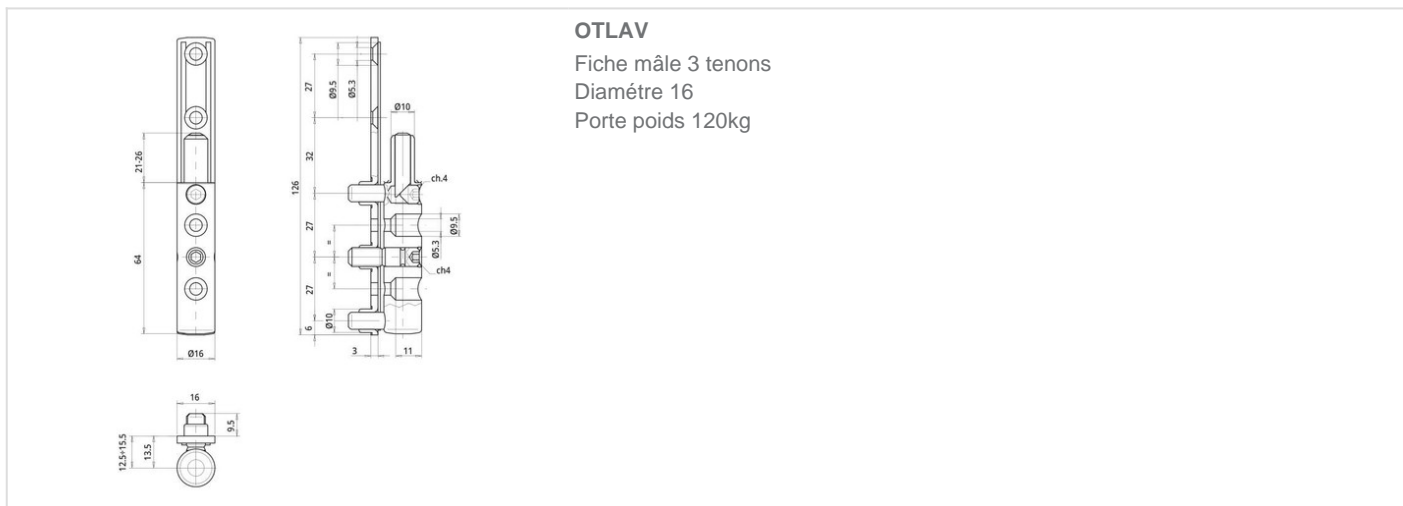 OTLAV
Fiche mâle 3 tenons
Diamétre 16
Porte poids 120kg
27
Ø9.5
Ø5.3
Ø10
21-26
32
126
ch.4
27
Ø9.5
Ø5.3
=
64
ch4
=
27
Ø10
6
Ø16
3
11
16
9.5
12.5÷15.5
13.5